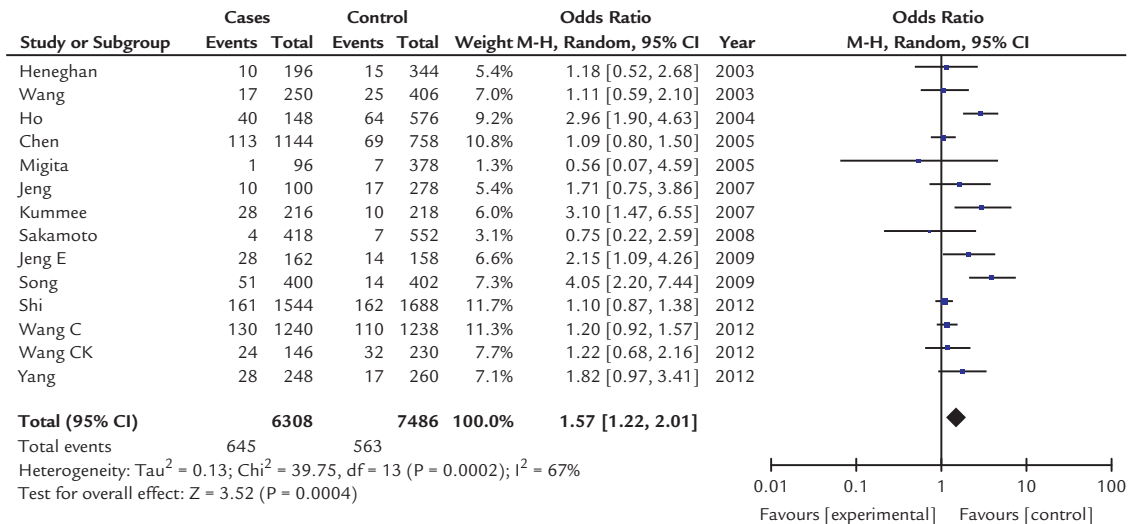 Cases Control Odds Ratio Odds Ratio
Study or Subgroup Events Total Events Total Weight M-H, Random, 95% CI Year M-H, Random, 95% CI
Heneghan 10 196 15 344 5.4% 1.18 [0.52, 2.68] 2003
Wang 17 250 25 406 7.0% 1.11 [0.59, 2.10] 2003
Ho 40 148 64 576 9.2% 2.96 [1.90, 4.63] 2004
Chen 113 1144 69 758 10.8% 1.09 [0.80, 1.50] 2005
Migita 1 96 7 378 1.3% 0.56 [0.07, 4.59] 2005
Jeng 10 100 17 278 5.4% 1.71 [0.75, 3.86] 2007
Kummee 28 216 10 218 6.0% 3.10 [1.47, 6.55] 2007
Sakamoto 4 418 7 552 3.1% 0.75 [0.22, 2.59] 2008
Jeng E 28 162 14 158 6.6% 2.15 [1.09, 4.26] 2009
Song 51 400 14 402 7.3% 4.05 [2.20, 7.44] 2009
Shi 161 1544 162 1688 11.7% 1.10 [0.87, 1.38] 2012
Wang C 130 1240 110 1238 11.3% 1.20 [0.92, 1.57] 2012
Wang CK 24 146 32 230 7.7% 1.22 [0.68, 2.16] 2012
Yang 28 248 17 260 7.1% 1.82 [0.97, 3.41] 2012
Total (95% CI) 6308 7486 100.0% 1.57 [1.22, 2.01]
Total events 645 563
Heterogeneity: Tau² = 0.13; Chi² = 39.75, df = 13 (P = 0.0002); I² = 67%
Test for overall effect: Z = 3.52 (P = 0.0004)
0.01 0.1 1 10 100
Favours [experimental] Favours [control]